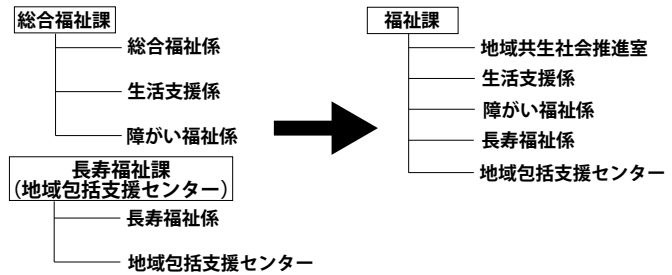 総合福祉課
総合福祉係
生活支援係
障がい福祉係
長寿福祉課
（地域包括支援センター）
長寿福祉係
地域包括支援センター
福祉課
地域共生社会推進室
生活支援係
障がい福祉係
長寿福祉係
地域包括支援センター